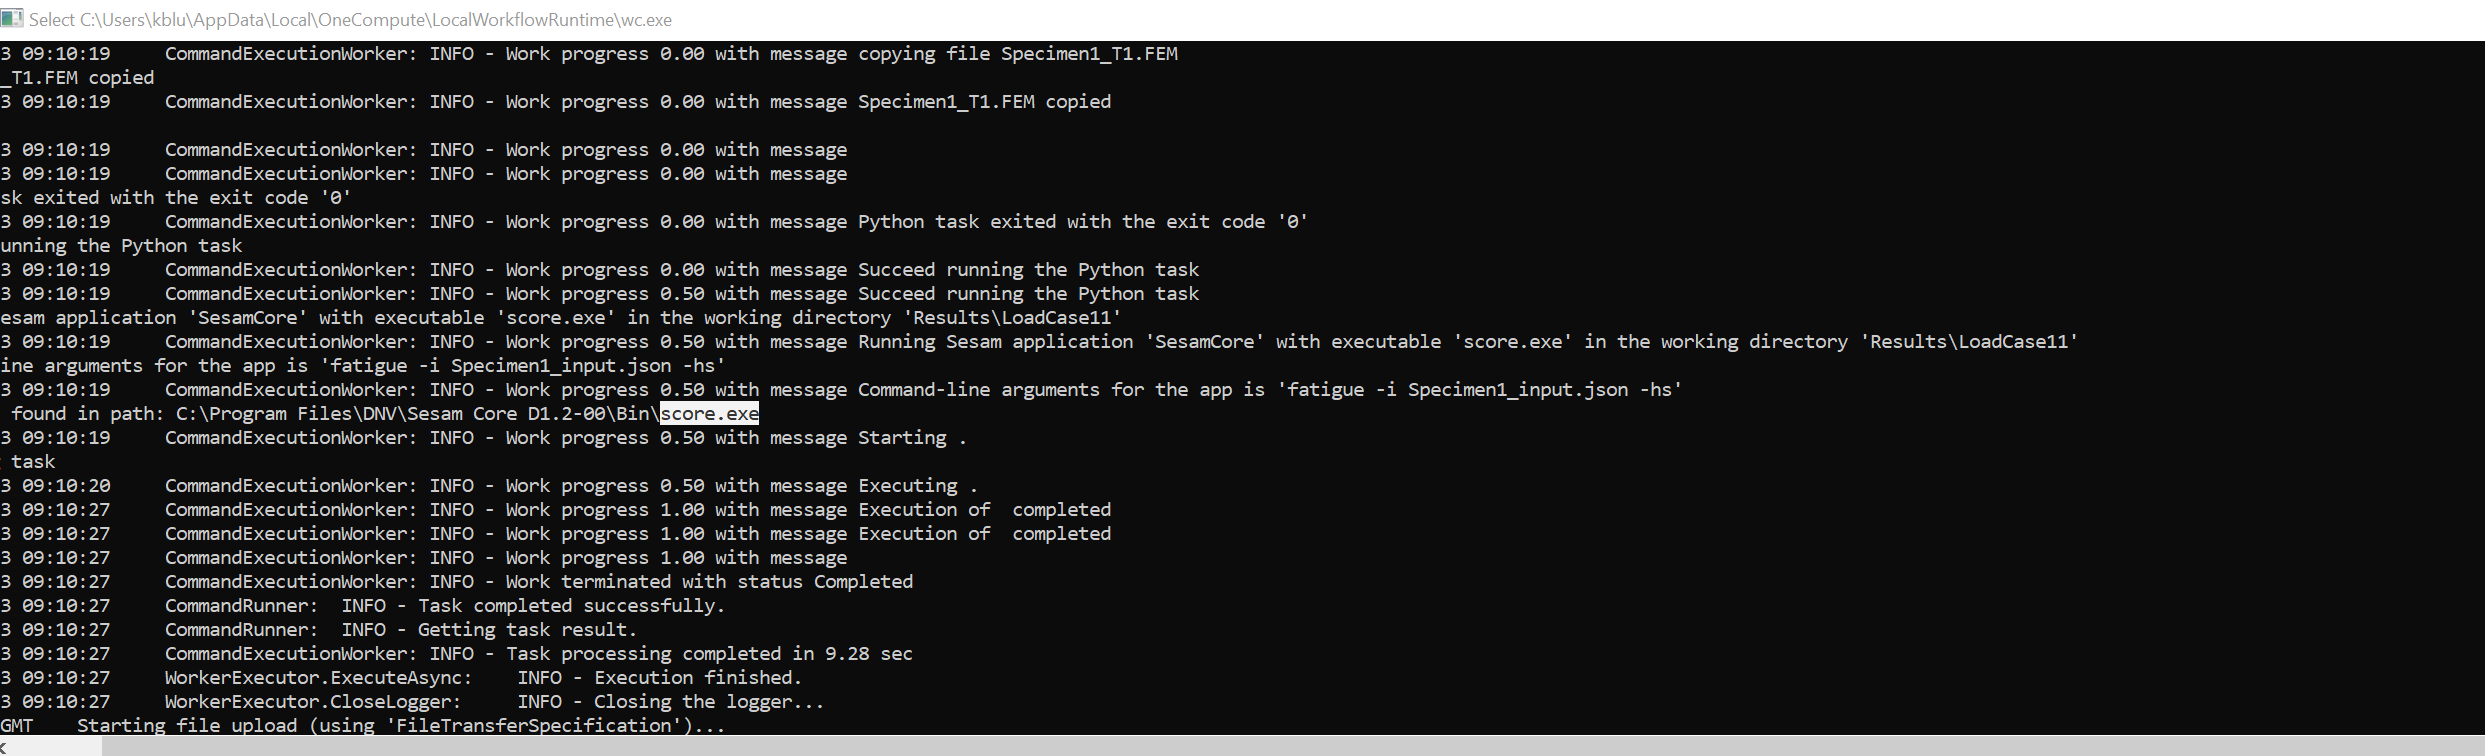 Select C:\Users\kblu\AppData\Local\OneCompute\LocalWorkflowRuntime\wc.exe
3 09:10:19     CommandExecutionWorker: INFO - Work progress 0.00 with message copying file Specimen1_T1.FEM
_T1.FEM copied
3 09:10:19     CommandExecutionWorker: INFO - Work progress 0.00 with message Specimen1_T1.FEM copied
3 09:10:19     CommandExecutionWorker: INFO - Work progress 0.00 with message
3 09:10:19     CommandExecutionWorker: INFO - Work progress 0.00 with message
sk exited with the exit code '0'
3 09:10:19     CommandExecutionWorker: INFO - Work progress 0.00 with message Python task exited with the exit code '0'
unning the Python task
3 09:10:19     CommandExecutionWorker: INFO - Work progress 0.00 with message Succeed running the Python task
3 09:10:19     CommandExecutionWorker: INFO - Work progress 0.50 with message Succeed running the Python task
esam application 'SesamCore' with executable 'score.exe' in the working directory 'Results\LoadCase11'
3 09:10:19     CommandExecutionWorker: INFO - Work progress 0.50 with message Running Sesam application 'SesamCore' with executable 'score.exe' in the working directory 'Results\LoadCase11'
ine arguments for the app is 'fatigue -i Specimen1_input.json -hs'
3 09:10:19     CommandExecutionWorker: INFO - Work progress 0.50 with message Command-line arguments for the app is 'fatigue -i Specimen1_input.json -hs'
 found in path: C:\Program Files\DNV\Sesam Core D1.2-00\Bin\score.exe
3 09:10:19     CommandExecutionWorker: INFO - Work progress 0.50 with message Starting .
task
3 09:10:20     CommandExecutionWorker: INFO - Work progress 0.50 with message Executing .
3 09:10:27     CommandExecutionWorker: INFO - Work progress 1.00 with message Execution of  completed
3 09:10:27     CommandExecutionWorker: INFO - Work progress 1.00 with message Execution of  completed
3 09:10:27     CommandExecutionWorker: INFO - Work progress 1.00 with message
3 09:10:27     CommandExecutionWorker: INFO - Work terminated with status Completed
3 09:10:27     CommandRunner:  INFO - Task completed successfully.
3 09:10:27     CommandRunner:  INFO - Getting task result.
3 09:10:27     CommandExecutionWorker: INFO - Task processing completed in 9.28 sec
3 09:10:27     WorkerExecutor.ExecuteAsync:    INFO - Execution finished.
3 09:10:27     WorkerExecutor.CloseLogger:     INFO - Closing the logger...
GMT    Starting file upload (using 'FileTransferSpecification')...